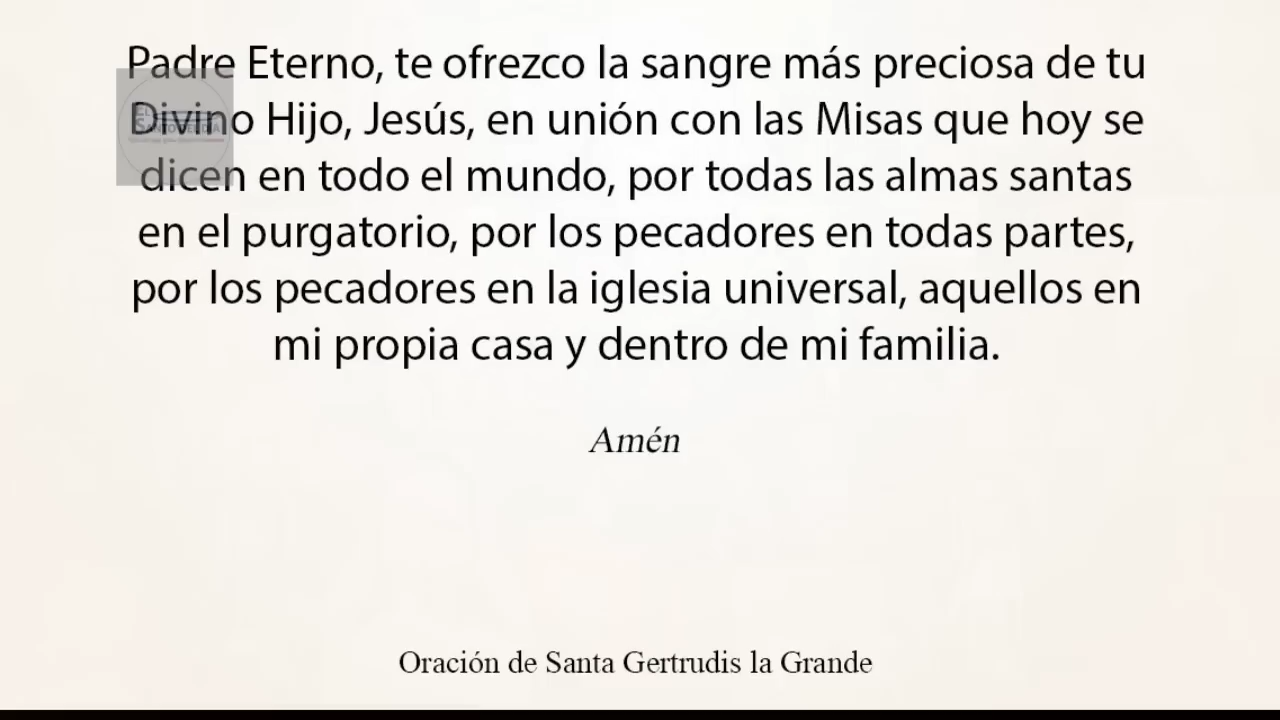 Padre Eterno, te ofrezco la sangre más preciosa de tu
Divino Hijo, Jesús, en unión con las Misas que hoy se
dicen en todo el mundo, por todas las almas santas
en el purgatorio, por los pecadores en todas partes,
por los pecadores en la iglesia universal, aquellos en
mi propia casa y dentro de mi familia.
Amén
Oración de Santa Gertrudis la Grande